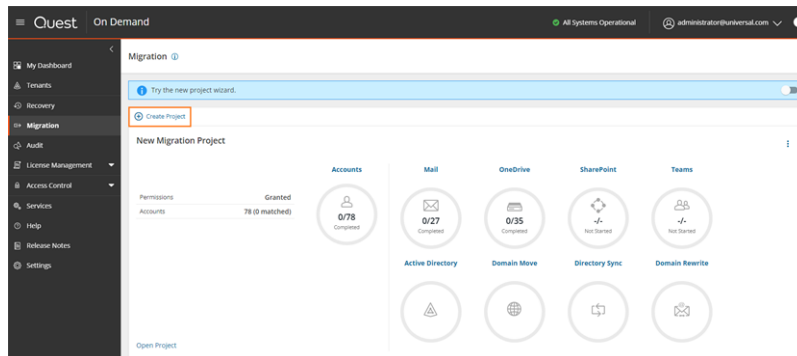 Quest On Demand
All Systems Operational
administrator@universal.com
My Dashboard
Tenants
Recovery
Migration
Audit
License Management
Access Control
Services
Help
Release Notes
Settings
Migration
Try the new project wizard.
Create Project
New Migration Project
Permissions Granted
Accounts 78 (0 matched)
Accounts
0/78
Completed
Mail
0/27
Completed
OneDrive
0/35
Completed
SharePoint
-/-
Not Started
Teams
-/-
Not Started
Active Directory
Domain Move
Directory Sync
Domain Rewrite
Open Project